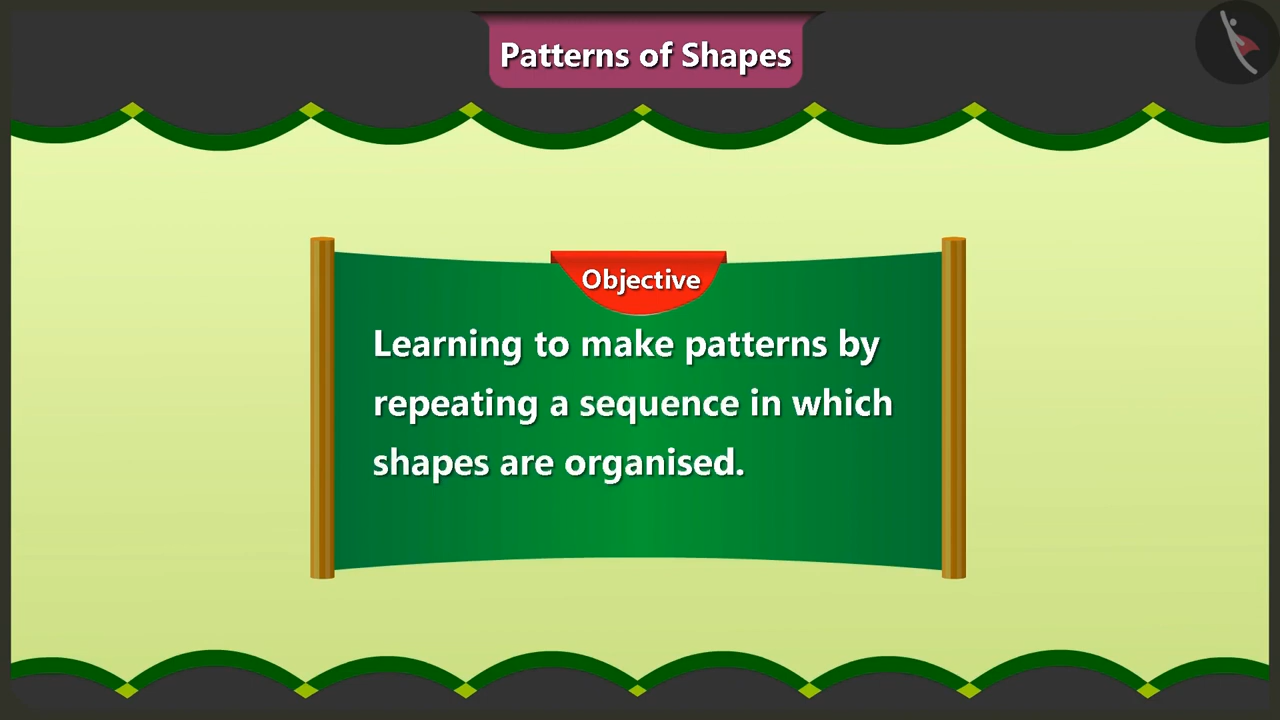 Patterns of Shapes
Objective
Learning to make patterns by
repeating a sequence in which
shapes are organised.